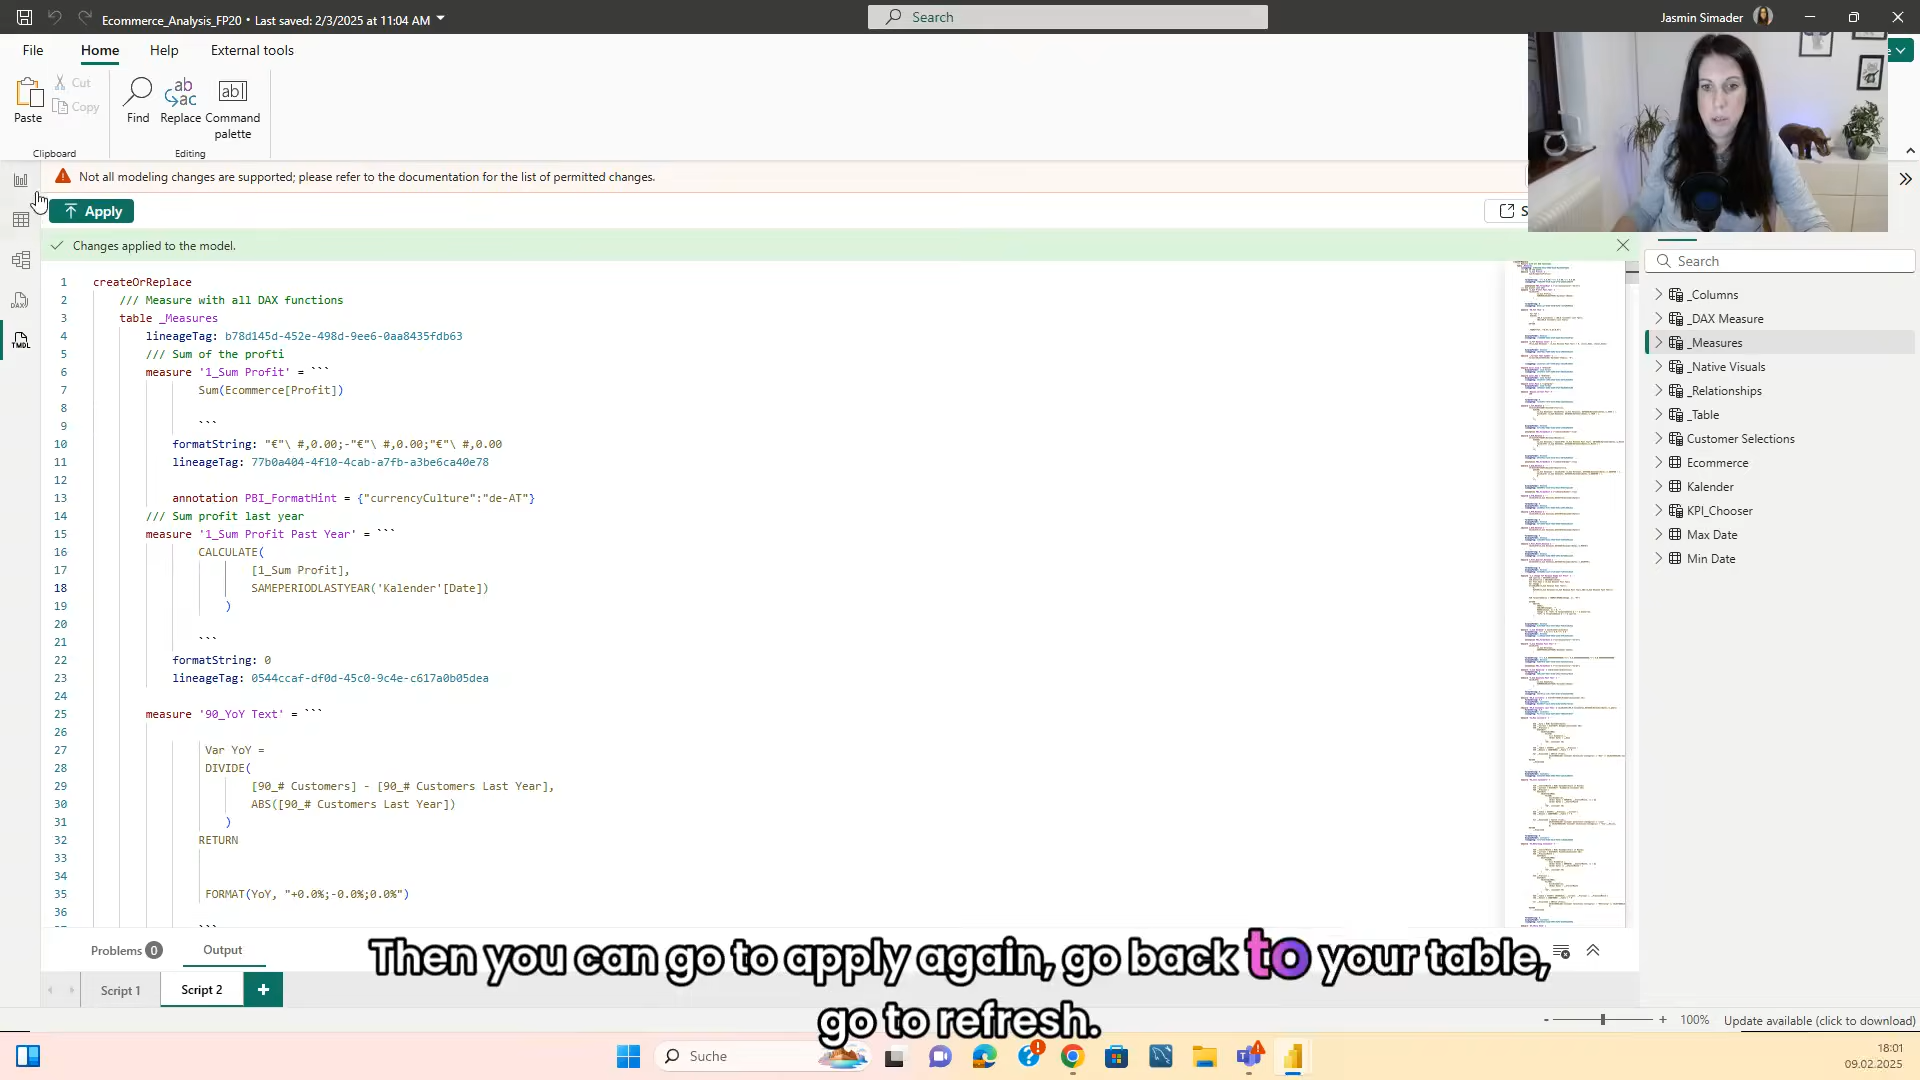 Ecommerce_Analysis_FP20 • Last saved: 2/3/2025 at 11:04 AM
Search
Jasmin Simader
File
Home
Help
External tools
Paste
Cut
Copy
Find
Replace
Command palette
Clipboard
Editing
Not all modeling changes are supported; please refer to the documentation for the list of permitted changes.
Apply
Changes applied to the model.
1 createOrReplace
2 /// Measure with all DAX functions
3 table _Measures
4 lineageTag: b78d145d-452e-498d-9ee6-0aa8435fdb63
5 /// Sum of the profti
6 measure '1_Sum Profit' = ```
7 Sum(Ecommerce[Profit])
8
9 ```
10 formatString: "€"\ #,0.00;-"€"\ #,0.00;"€"\ #,0.00
11 lineageTag: 77b0a404-4f10-4cab-a7fb-a3be6ca40e78
12
13 annotation PBI_FormatHint = {"currencyCulture":"de-AT"}
14 /// Sum profit last year
15 measure '1_Sum Profit Past Year' = ```
16 CALCULATE(
17 [1_Sum Profit],
18 SAMEPERIODLASTYEAR('Kalender'[Date])
19 )
20
21 ```
22 formatString: 0
23 lineageTag: 0544ccaf-df0d-45c0-9c4e-c617a0b05dea
24
25 measure '90_YoY Text' = ```
26
27 Var YoY =
28 DIVIDE(
29 [90_# Customers] - [90_# Customers Last Year],
30 ABS([90_# Customers Last Year])
31 )
32 RETURN
33
34
35 FORMAT(YoY, "+0.0%;-0.0%;0.0%")
36
DAX
TMDL
Search
_Columns
_DAX Measure
_Measures
_Native Visuals
_Relationships
_Table
Customer Selections
Ecommerce
Kalender
KPI_Chooser
Max Date
Min Date
Problems 0
Output
Then you can go to apply again, go back to your table,
go to refresh.
Script 1
Script 2
+
- + 100%
Update available (click to download)
Suche
18:01
09.02.2025